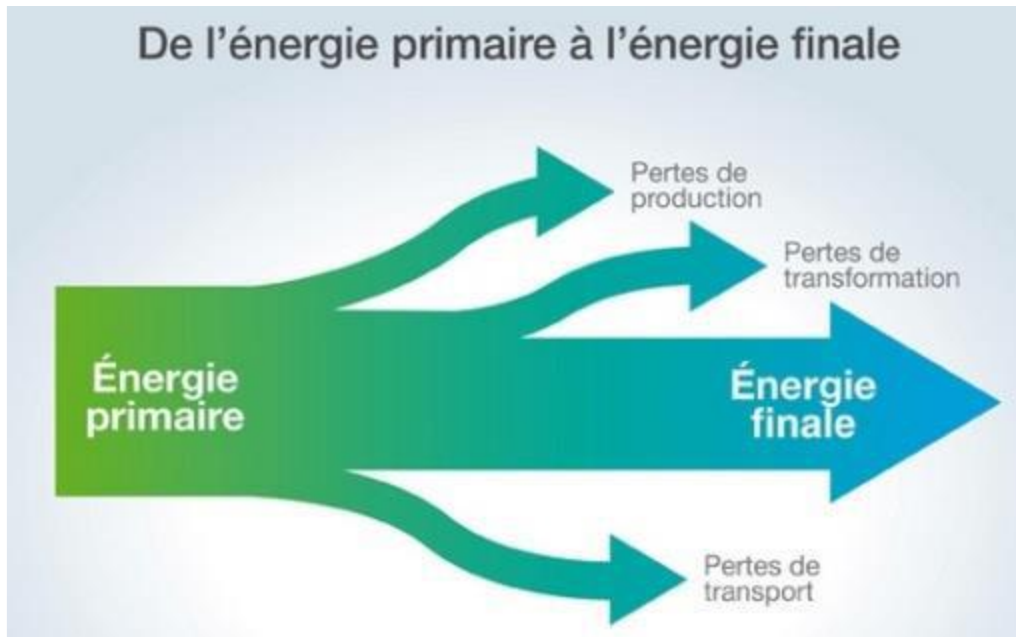 De l'énergie primaire à l'énergie finale
Pertes de
production
Pertes de
transformation
Énergie
primaire
Énergie
finale
Pertes de
transport